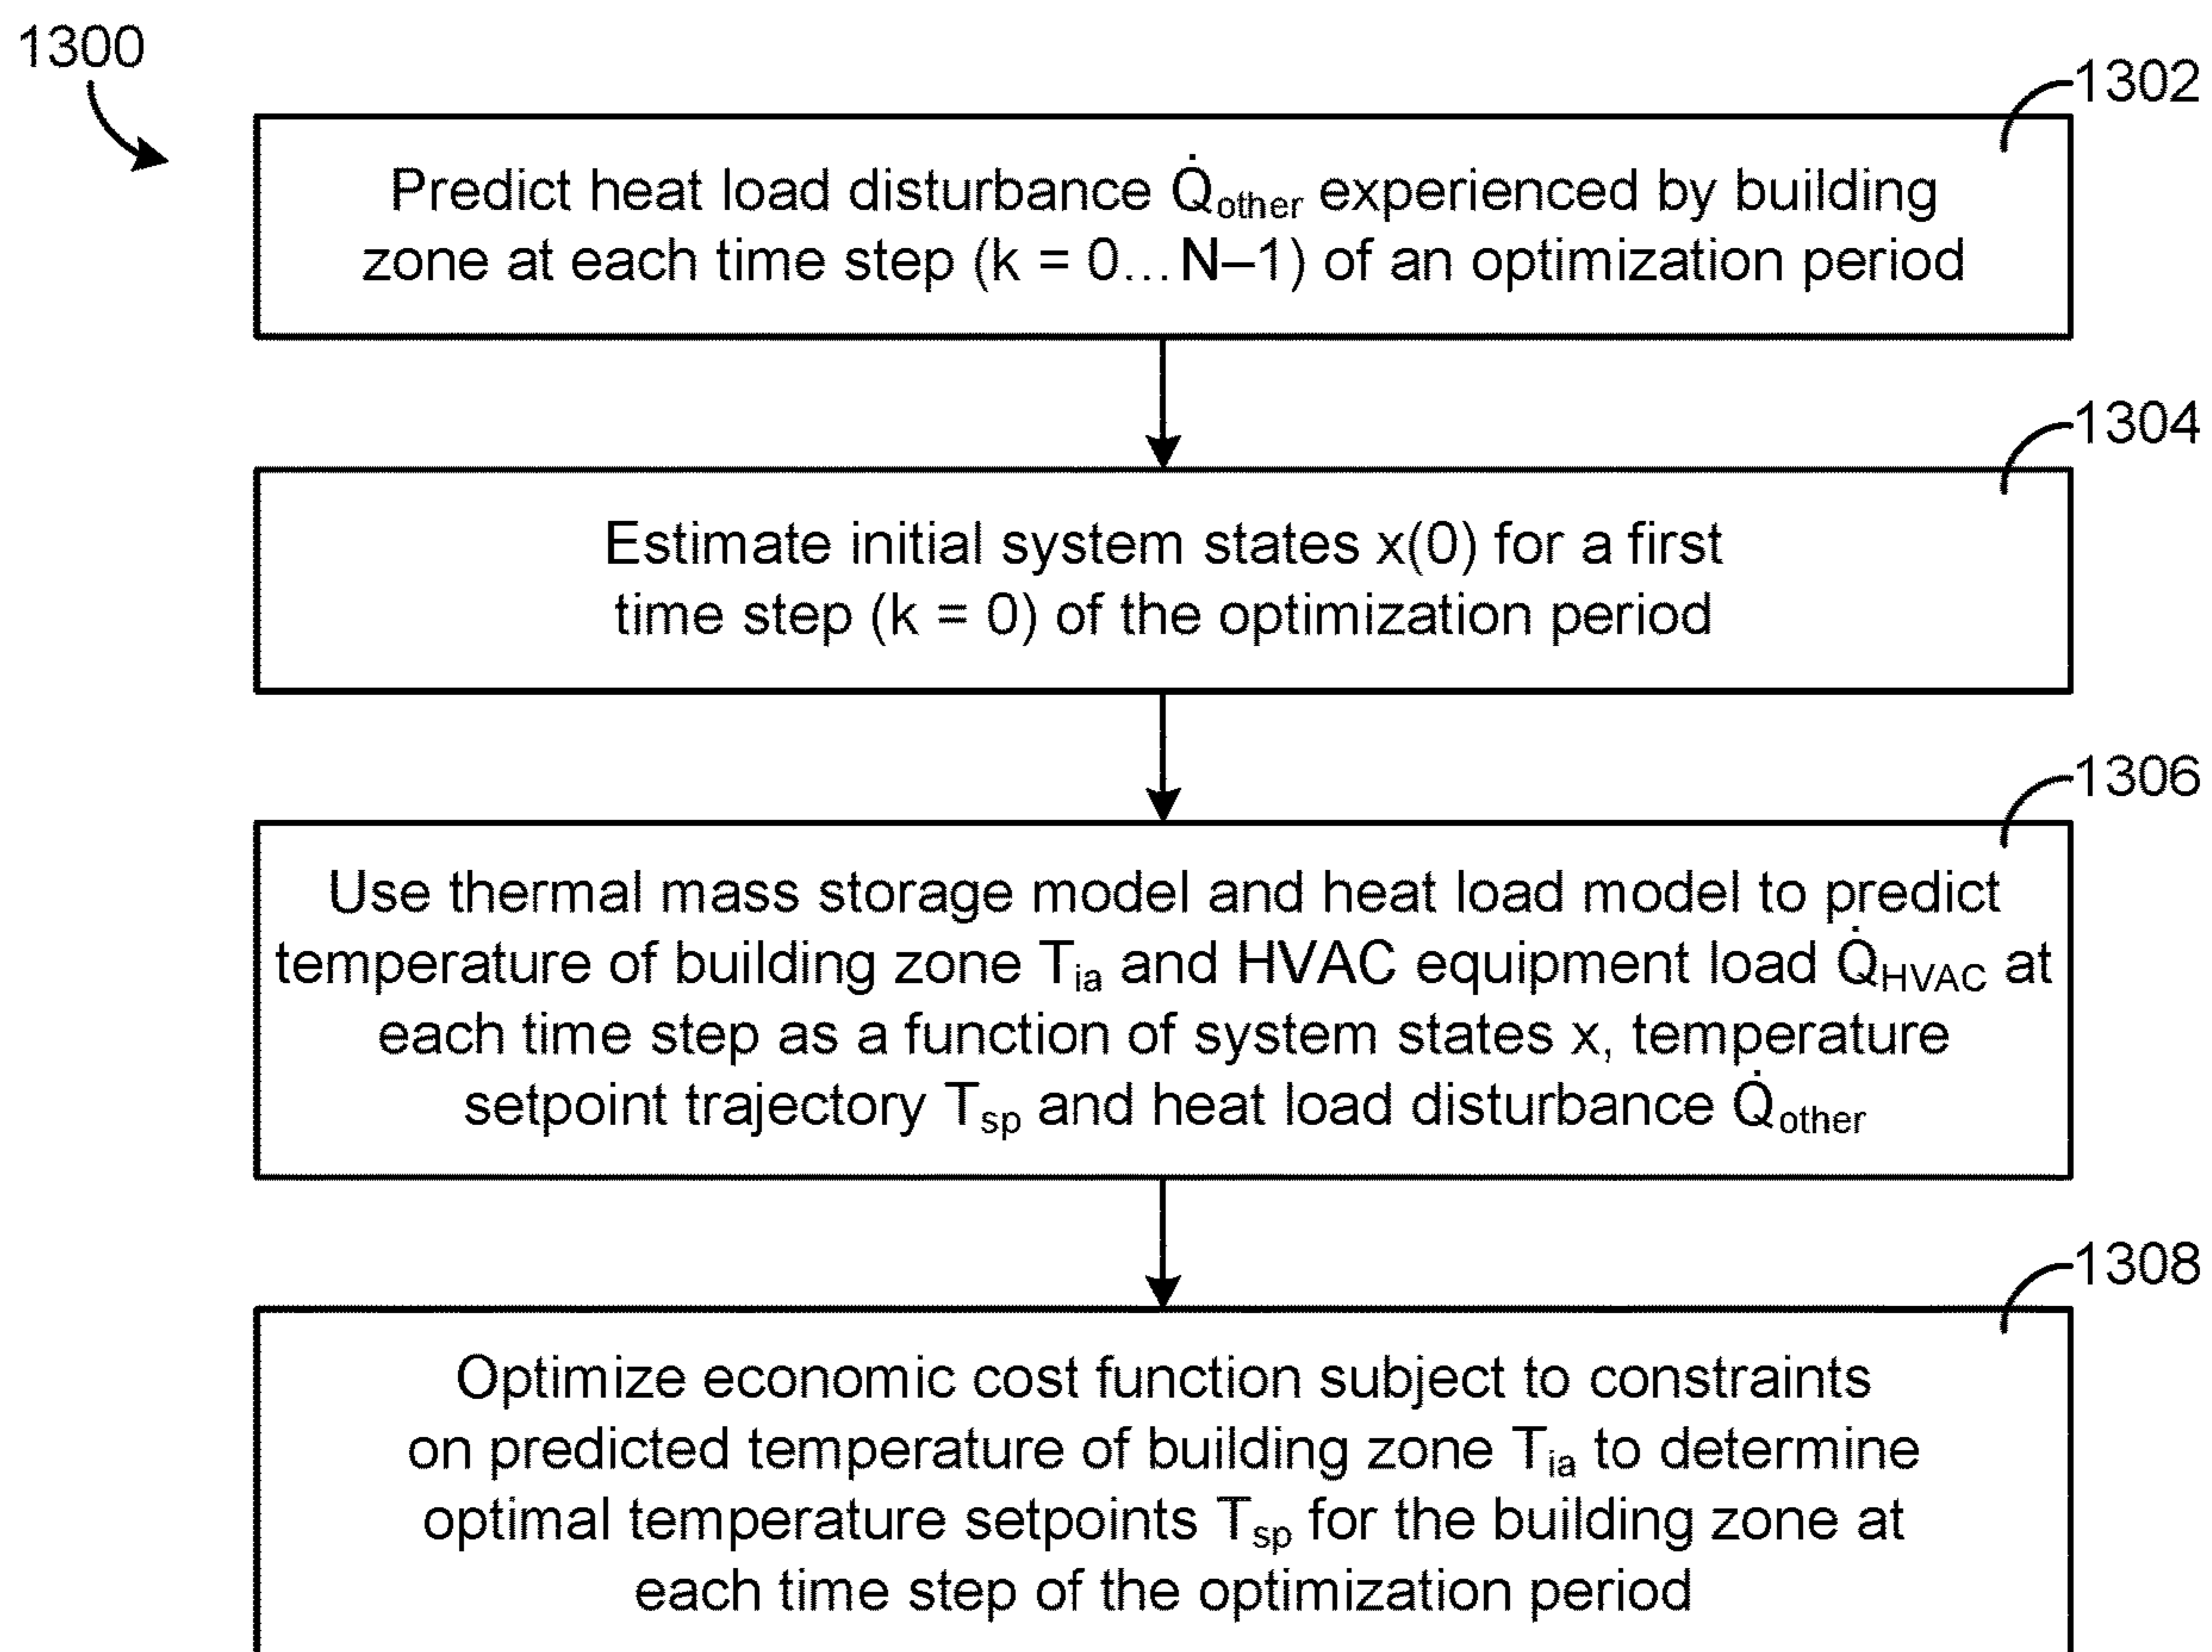 1300
1302
Predict heat load disturbance Q̇other experienced by building
zone at each time step (k = 0...N–1) of an optimization period
1304
Estimate initial system states x(0) for a first
time step (k = 0) of the optimization period
1306
Use thermal mass storage model and heat load model to predict
temperature of building zone Tia and HVAC equipment load Q̇HVAC at
each time step as a function of system states x, temperature
setpoint trajectory Tsp and heat load disturbance Q̇other
1308
Optimize economic cost function subject to constraints
on predicted temperature of building zone Tia to determine
optimal temperature setpoints Tsp for the building zone at
each time step of the optimization period